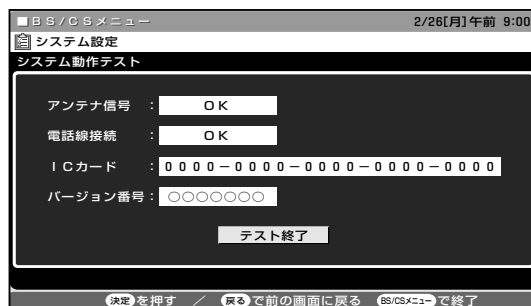 ■BS/CSメニュー 2/26[月]午前 9:00
システム設定
システム動作テスト
アンテナ信号 : OK
電話線接続 : OK
ICカード : 0000-0000-0000-0000-0000
バージョン番号: ○○○○○○○
テスト終了
決定を押す / 戻るで前の画面に戻る BS/CSメニューで終了